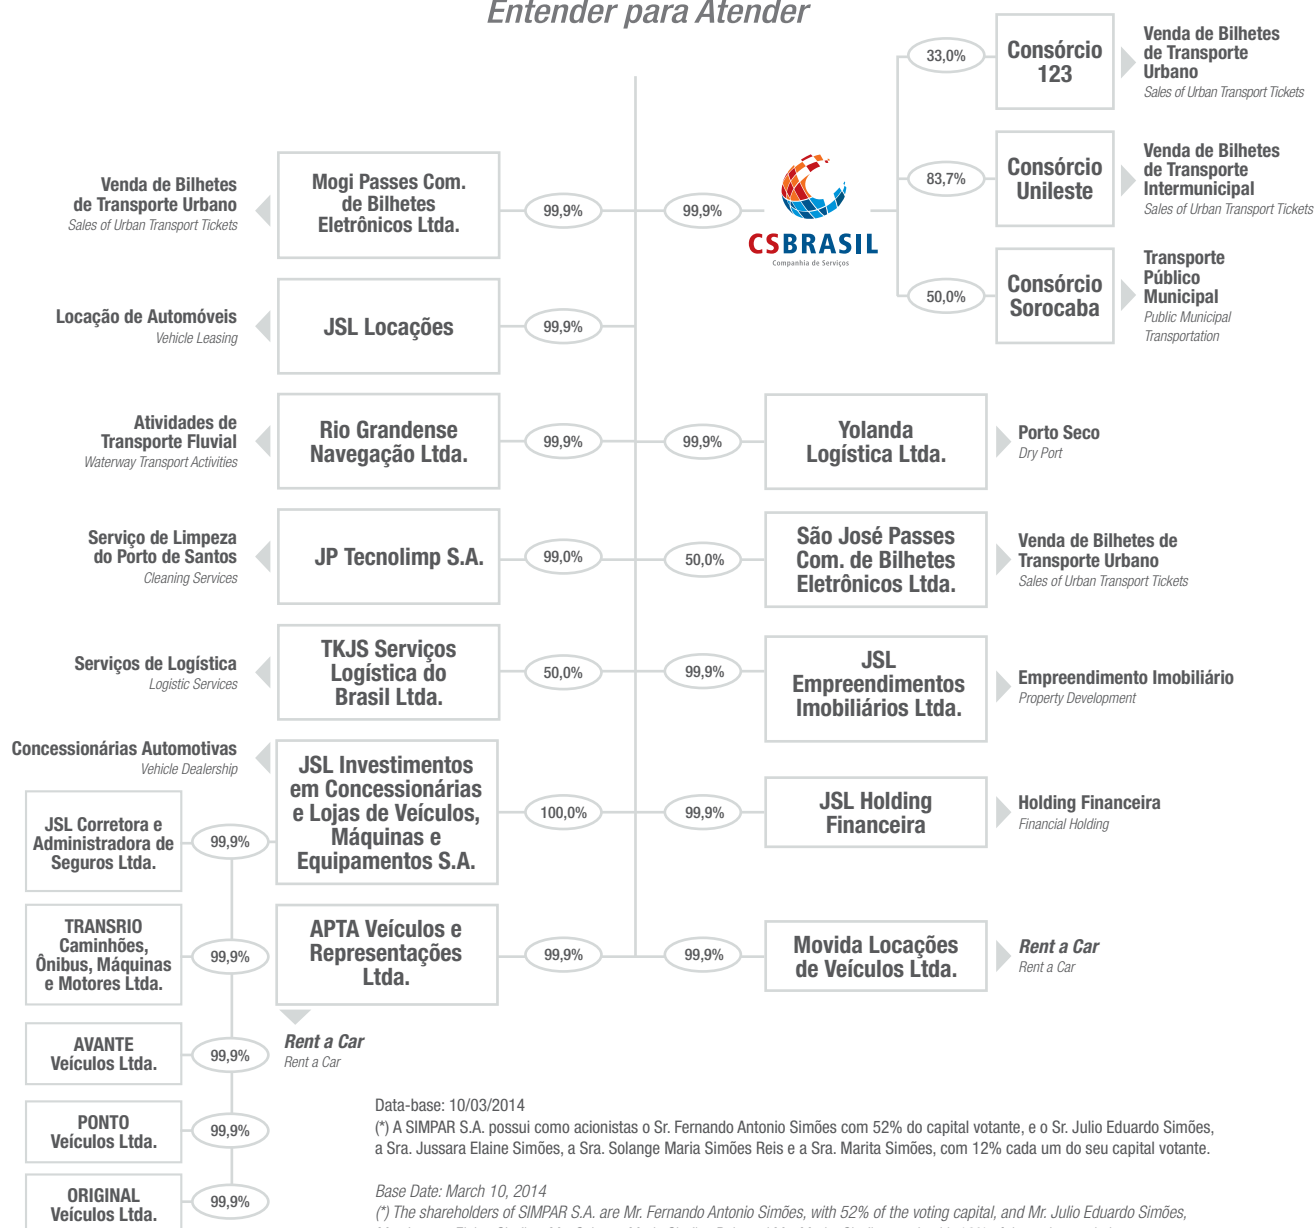 Entender para Atender
33,0%
Consórcio
123
Venda de Bilhetes
de Transporte
Urbano
Sales of Urban Transport Tickets
Venda de Bilhetes
de Transporte Urbano
Sales of Urban Transport Tickets
Mogi Passes Com.
de Bilhetes
Eletrônicos Ltda.
99,9%
99,9%
CSBRASIL
Companhia de Serviços
83,7%
Consórcio
Unileste
Venda de Bilhetes
de Transporte
Intermunicipal
Sales of Urban Transport Tickets
50,0%
Consórcio
Sorocaba
Transporte
Público
Municipal
Public Municipal
Transportation
Locação de Automóveis
Vehicle Leasing
JSL Locações
99,9%
Atividades de
Transporte Fluvial
Waterway Transport Activities
Rio Grandense
Navegação Ltda.
99,9%
99,9%
Yolanda
Logística Ltda.
Porto Seco
Dry Port
Serviço de Limpeza
do Porto de Santos
Cleaning Services
JP Tecnolimp S.A.
99,0%
50,0%
São José Passes
Com. de Bilhetes
Eletrônicos Ltda.
Venda de Bilhetes de
Transporte Urbano
Sales of Urban Transport Tickets
Serviços de Logística
Logistic Services
TKJS Serviços
Logística do
Brasil Ltda.
50,0%
99,9%
JSL
Empreendimentos
Imobiliários Ltda.
Empreendimento Imobiliário
Property Development
Concessionárias Automotivas
Vehicle Dealership
JSL Investimentos
em Concessionárias
e Lojas de Veículos,
Máquinas e
Equipamentos S.A.
100,0%
99,9%
JSL Holding
Financeira
Holding Financeira
Financial Holding
JSL Corretora e
Administradora de
Seguros Ltda.
99,9%
TRANSRIO
Caminhões,
Ônibus, Máquinas
e Motores Ltda.
99,9%
APTA Veículos e
Representações
Ltda.
99,9%
99,9%
Movida Locações
de Veículos Ltda.
Rent a Car
Rent a Car
Rent a Car
Rent a Car
AVANTE
Veículos Ltda.
99,9%
PONTO
Veículos Ltda.
99,9%
ORIGINAL
Veículos Ltda.
99,9%
Data-base: 10/03/2014
(*) A SIMPAR S.A. possui como acionistas o Sr. Fernando Antonio Simões com 52% do capital votante, e o Sr. Julio Eduardo Simões,
a Sra. Jussara Elaine Simões, a Sra. Solange Maria Simões Reis e a Sra. Marita Simões, com 12% cada um do seu capital votante.
Base Date: March 10, 2014
(*) The shareholders of SIMPAR S.A. are Mr. Fernando Antonio Simões, with 52% of the voting capital, and Mr. Julio Eduardo Simões,